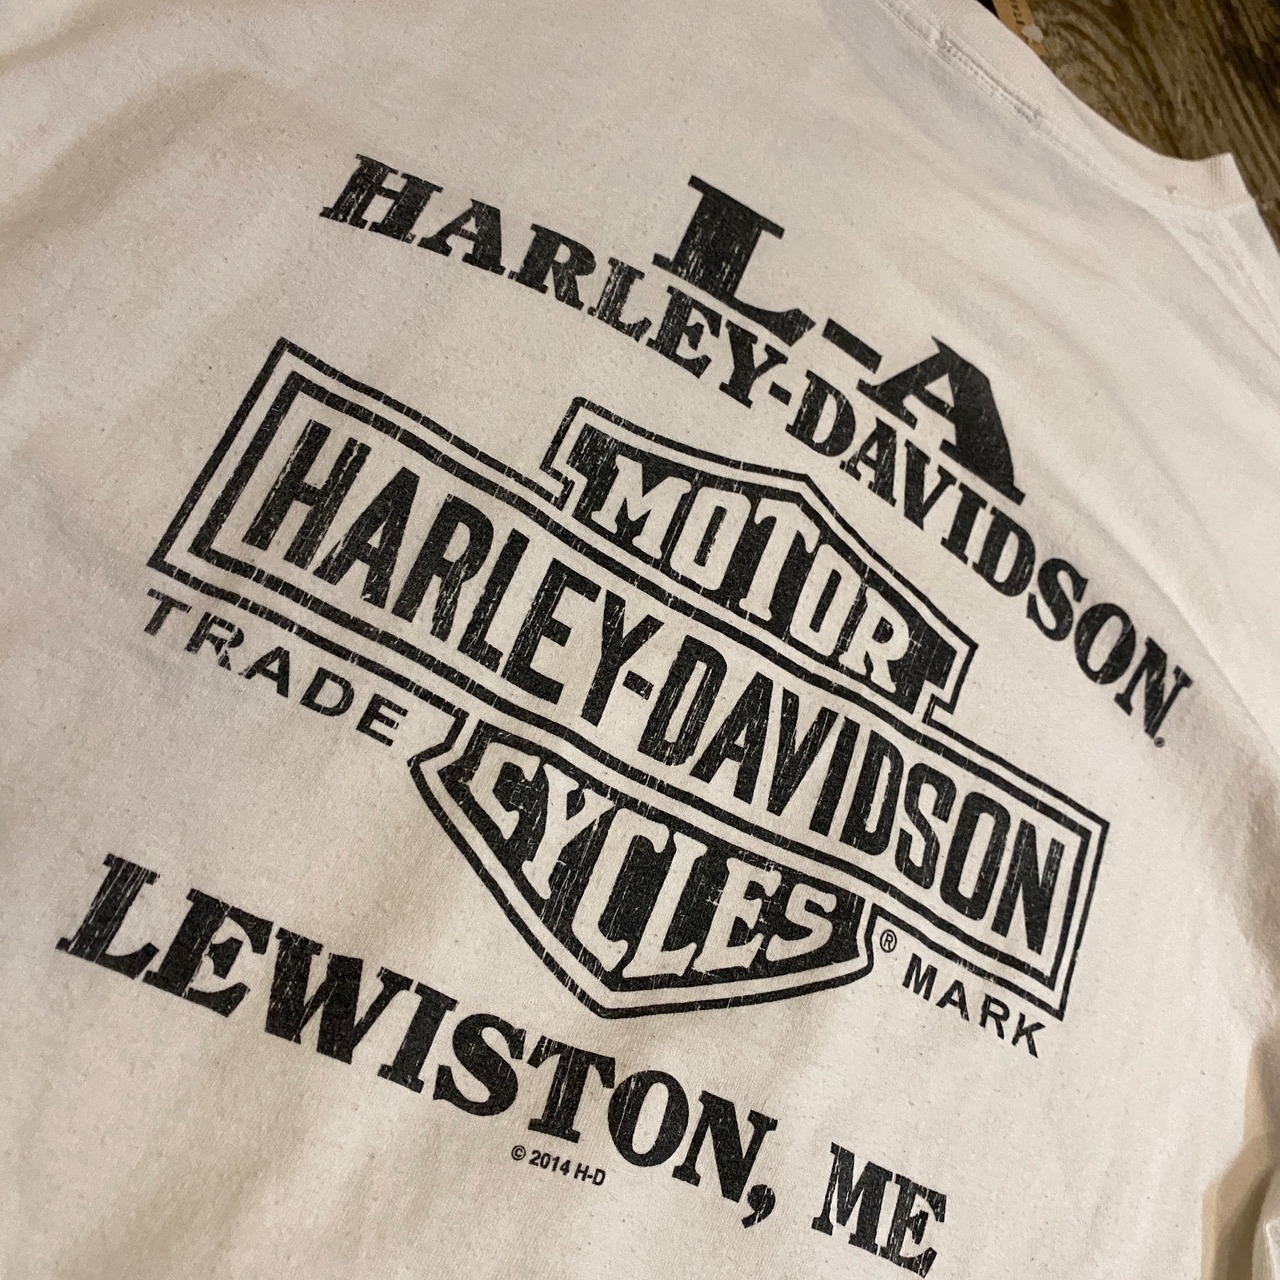 L-A
HARLEY-DAVIDSON.
MOTOR
HARLEY-DAVIDSON
CYCLES
TRADE ® MARK
LEWISTON, ME
© 2014 H-D